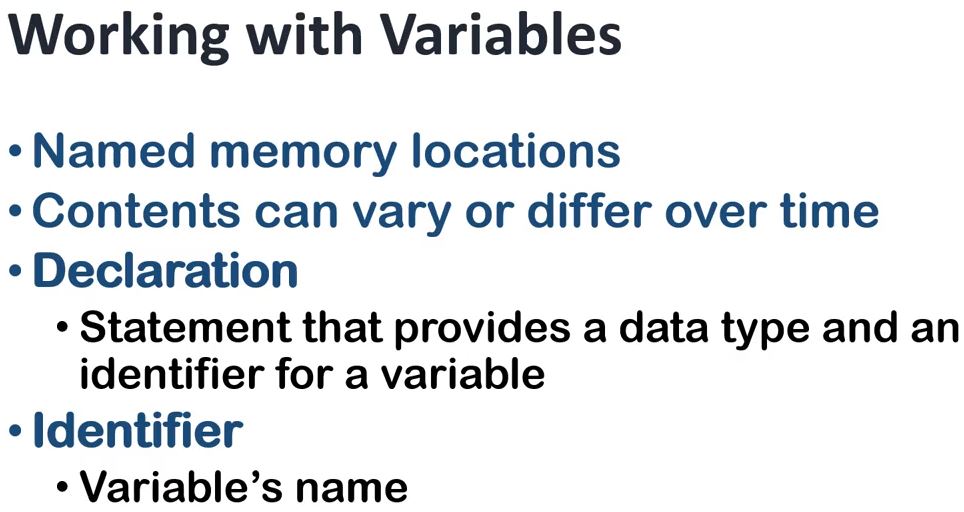 Working with Variables
• Named memory locations
• Contents can vary or differ over time
• Declaration
• Statement that provides a data type and an
identifier for a variable
• Identifier
• Variable’s name